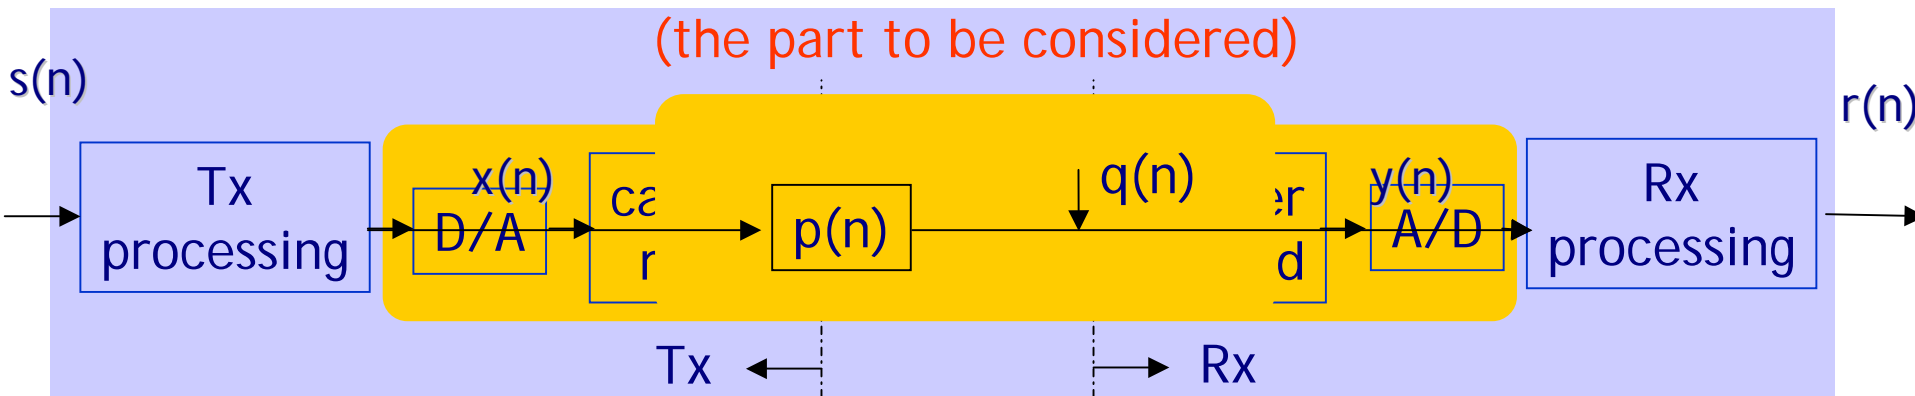 (the part to be considered)
s(n)
r(n)
Tx
processing
x(n)
D/A
p(n)
q(n)
y(n)
A/D
Rx
processing
Tx
Rx